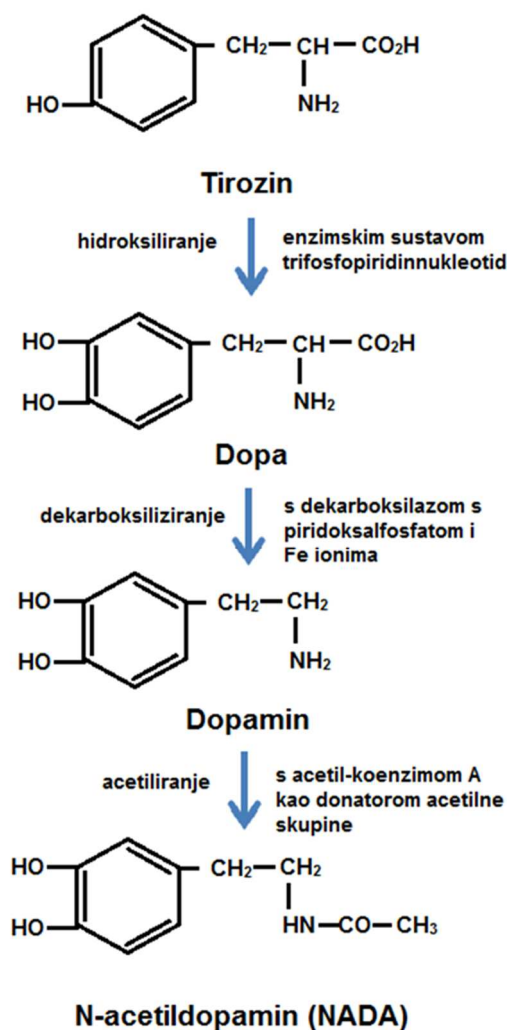 CH₂—CH—CO₂H
HO
NH₂
Tirozin
hidroksiliranje
enzimskim sustavom
trifosfopiridinnukleotid
HO
CH₂—CH—CO₂H
HO
NH₂
Dopa
dekarboksiliziranje
s dekarboksilazom s
piridoksalfosfatom i
Fe ionima
HO
CH₂—CH₂
HO
NH₂
Dopamin
acetiliranje
s acetil-koenzimom A
kao donatorom acetilne
skupine
HO
CH₂—CH₂
HO
HN—CO—CH₃
N-acetildopamin (NADA)